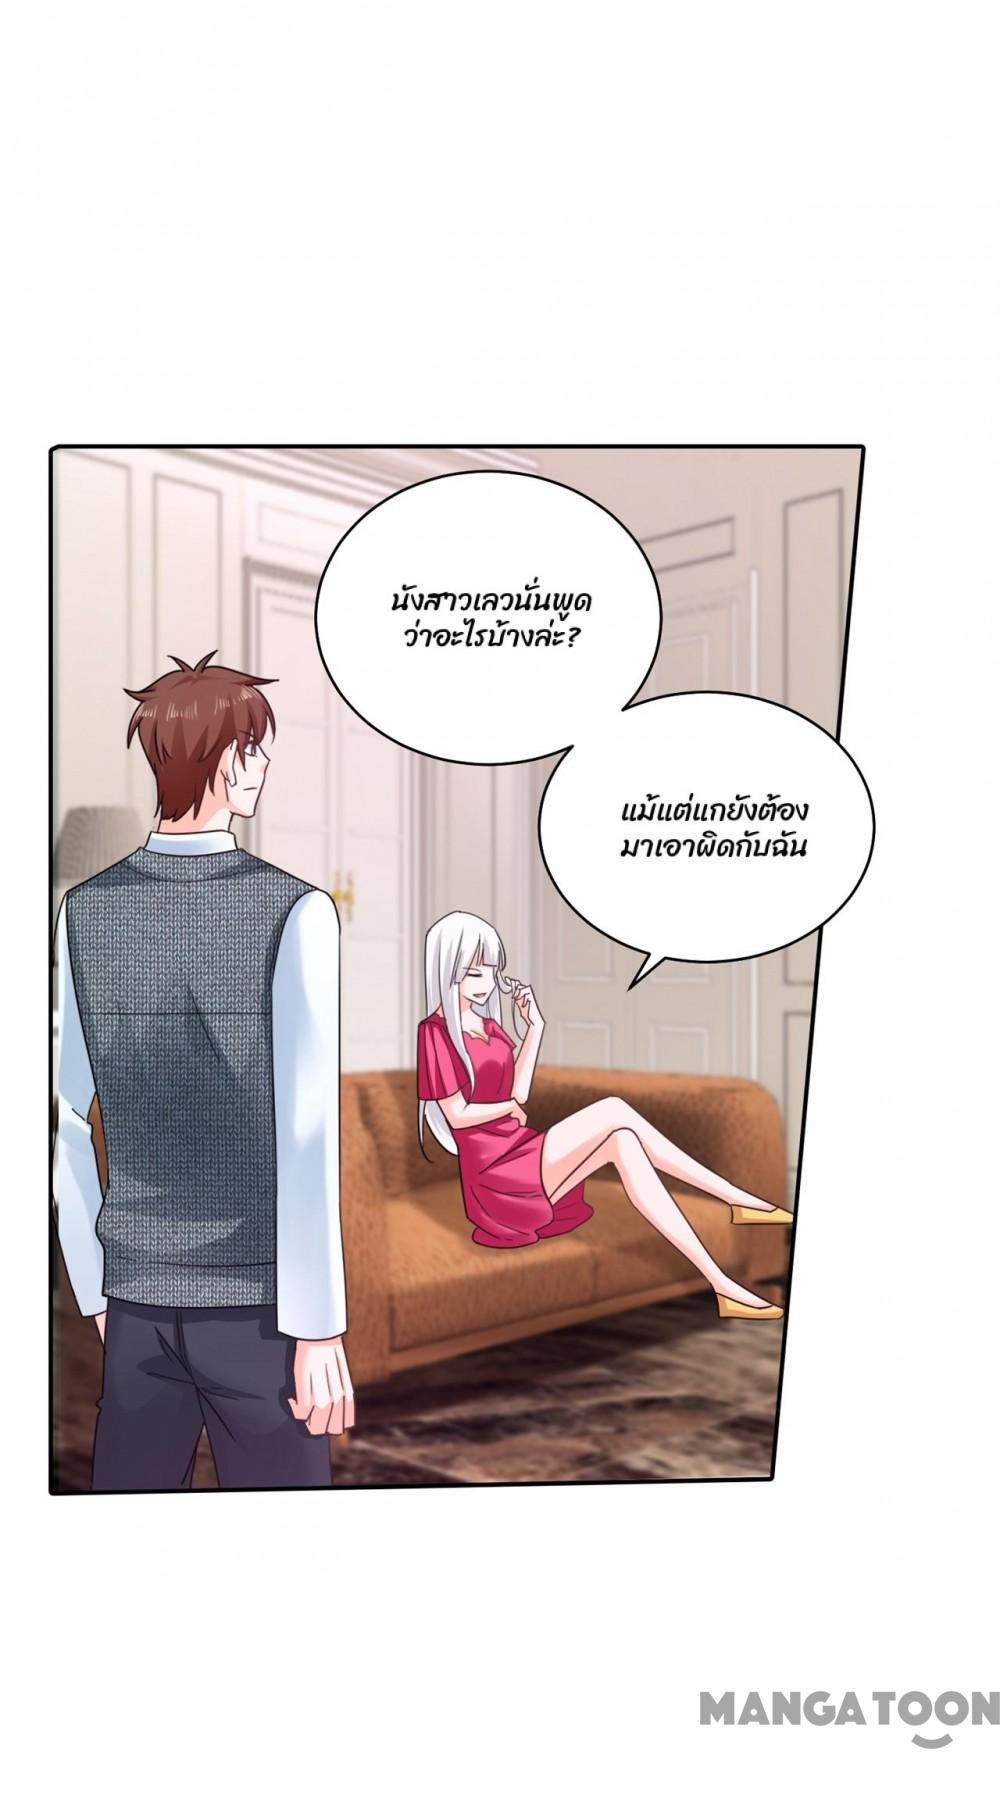 นังสาวเลวนั่นพูด
ว่าอะไรบ้างล่ะ?
แม้แต่แกยังต้อง
มาเอาผิดกับฉัน
MANGATOON